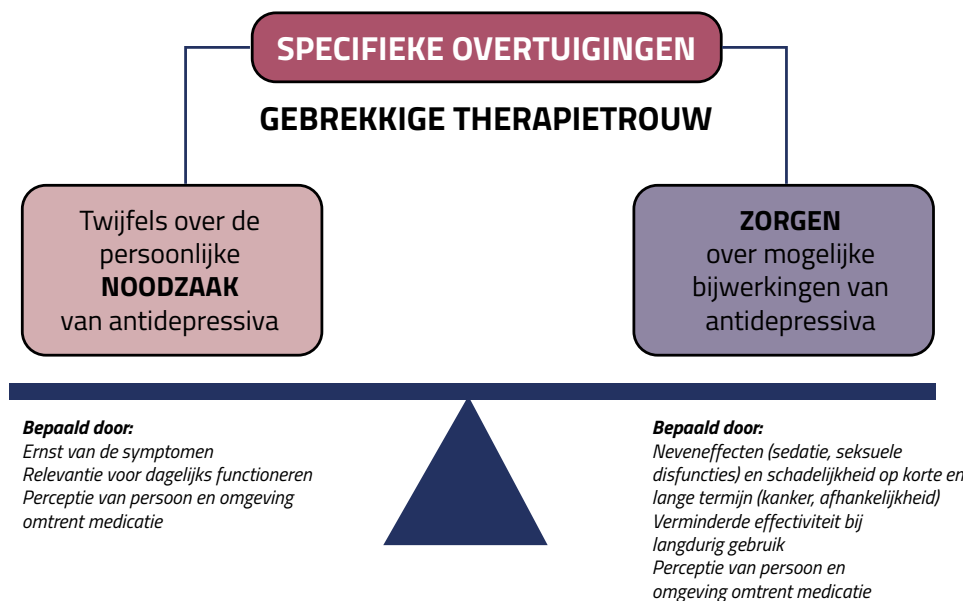 SPECIFIEKE OVERTUIGINGEN
GEBREKKIGE THERAPIETROUW
Twijfels over de
persoonlijke
NOODZAAK
van antidepressiva
ZORGEN
over mogelijke
bijwerkingen van
antidepressiva
Bepaald door:
Ernst van de symptomen
Relevantie voor dagelijks functioneren
Perceptie van persoon en omgeving
omtrent medicatie
Bepaald door:
Neveneffecten (sedatie, seksuele
disfuncties) en schadelijkheid op korte en
lange termijn (kanker, afhankelijkheid)
Verminderde effectiviteit bij
langdurig gebruik
Perceptie van persoon en
omgeving omtrent medicatie